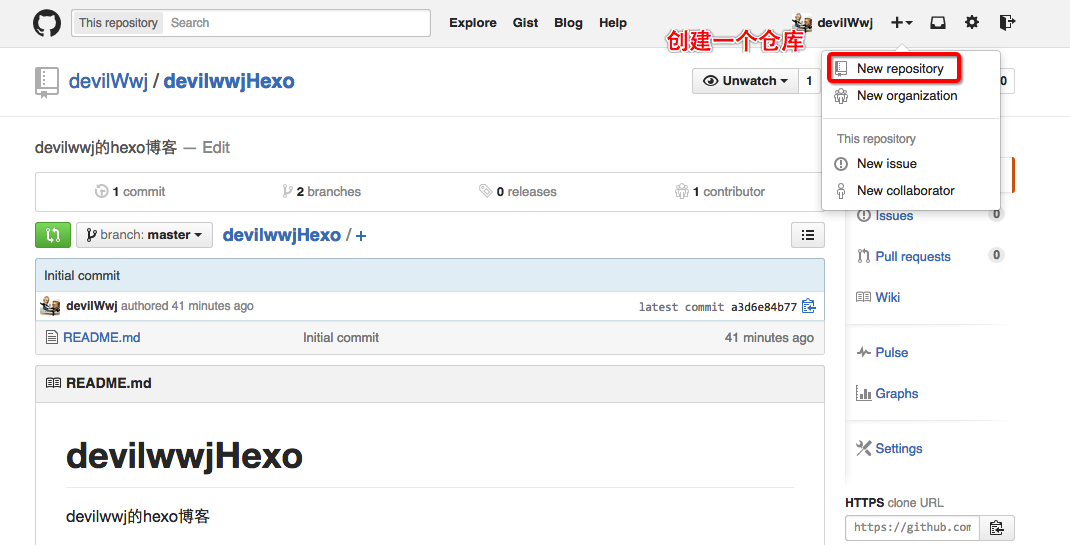 This repository Search Explore Gist Blog Help devilWwj
创建一个仓库
New repository
devilWwj / devilwwjHexo Unwatch 1 0
New organization
This repository
devilwwj的hexo博客 — Edit
New issue
1 commit 2 branches 0 releases 1 contributor
New collaborator
Issues 0
branch: master devilwwjHexo / +
Pull requests 0
Initial commit
Wiki
devilWwj authored 41 minutes ago latest commit a3d6e84b77
README.md Initial commit 41 minutes ago
Pulse
README.md
Graphs
devilwwjHexo
Settings
HTTPS clone URL
devilwwj的hexo博客
https://github.com